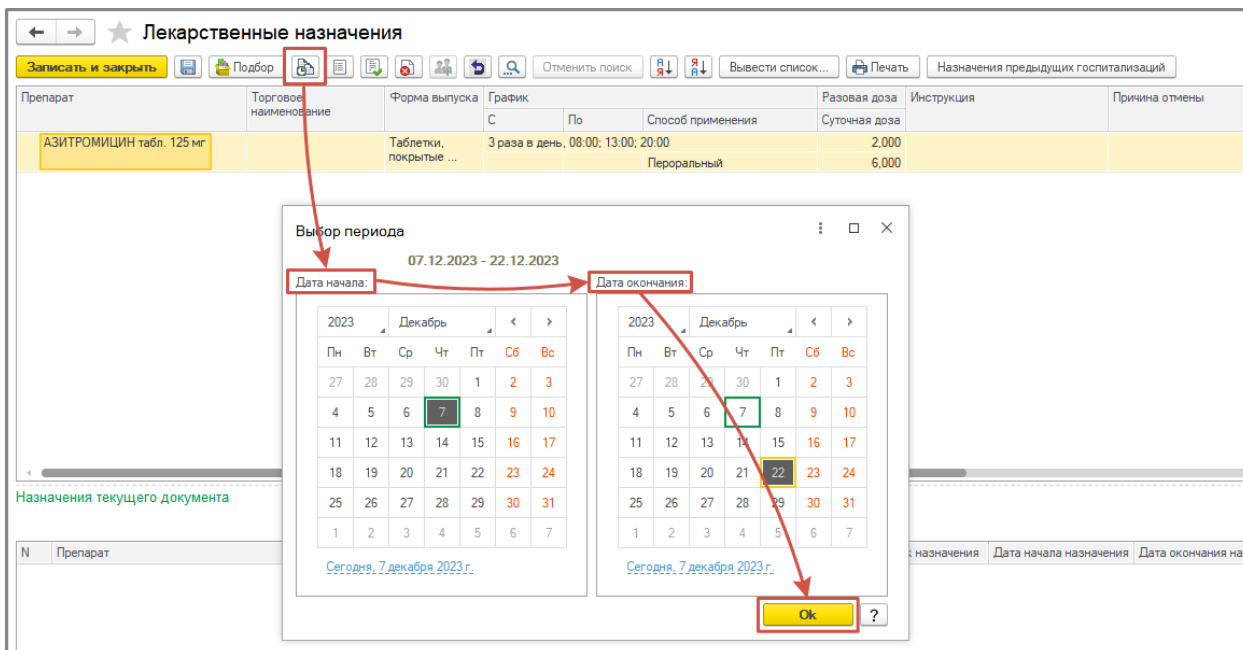 Лекарственные назначения
Записать и закрыть Подбор Отменить поиск Вывести список... Печать Назначения предыдущих госпитализаций
Препарат Торговое наименование Форма выпуска График Разовая доза Инструкция Причина отмены
С По Способ применения Суточная доза
АЗИТРОМИЦИН табл. 125 мг Таблетки, покрытые ... 3 раза в день, 08:00; 13:00; 20:00 2,000
Пероральный 6,000
Выбор периода
07.12.2023 - 22.12.2023
Дата начала: Дата окончания:
2023 Декабрь 2023 Декабрь
Пн Вт Ср Чт Пт Сб Вс Пн Вт Ср Чт Пт Сб Вс
27 28 29 30 1 2 3 27 28 29 30 1 2 3
4 5 6 7 8 9 10 4 5 6 7 8 9 10
11 12 13 14 15 16 17 11 12 13 14 15 16 17
18 19 20 21 22 23 24 18 19 20 21 22 23 24
25 26 27 28 29 30 31 25 26 27 28 29 30 31
1 2 3 4 5 6 7 1 2 3 4 5 6 7
Сегодня, 7 декабря 2023 г. Сегодня, 7 декабря 2023 г.
Ok ?
Назначения текущего документа
N Препарат назначения Дата начала назначения Дата окончания на